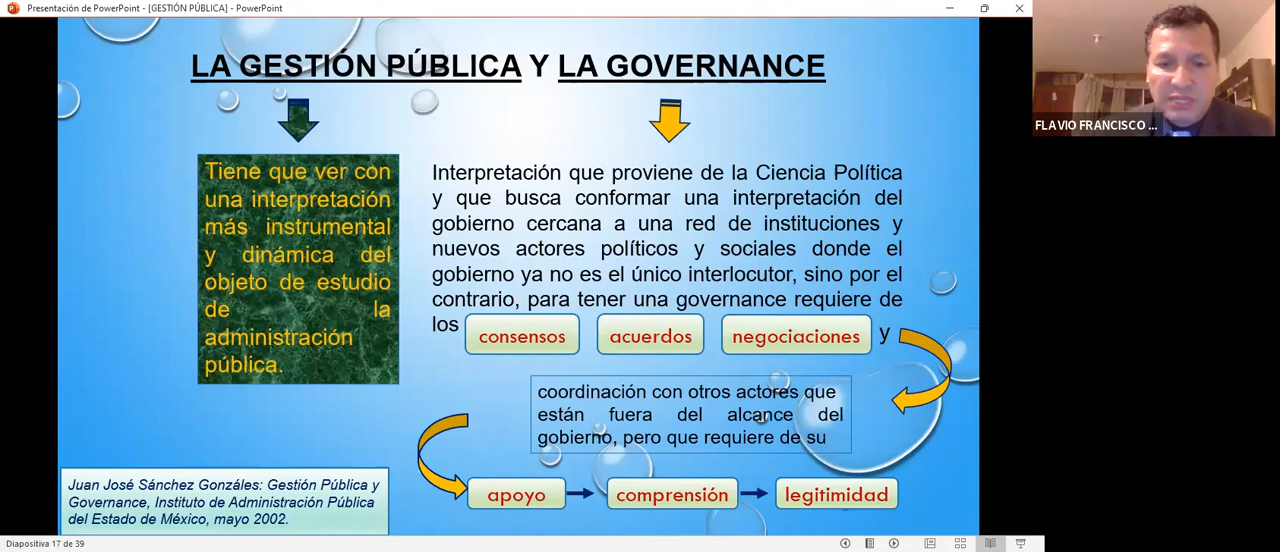 Presentación de PowerPoint - [GESTIÓN PÚBLICA] - PowerPoint
LA GESTIÓN PÚBLICA Y LA GOVERNANCE
Tiene que ver con
una interpretación
más instrumental
y dinámica del
objeto de estudio
de la
administración
pública.
Interpretación que proviene de la Ciencia Política
y que busca conformar una interpretación del
gobierno cercana a una red de instituciones y
nuevos actores políticos y sociales donde el
gobierno ya no es el único interlocutor, sino por el
contrario, para tener una governance requiere de
los consensos acuerdos negociaciones y
coordinación con otros actores que
están fuera del alcance del
gobierno, pero que requiere de su
apoyo comprensión legitimidad
Juan José Sánchez Gonzáles: Gestión Pública y
Governance, Instituto de Administración Pública
del Estado de México, mayo 2002.
FLAVIO FRANCISCO ...
Diapositiva 17 de 39